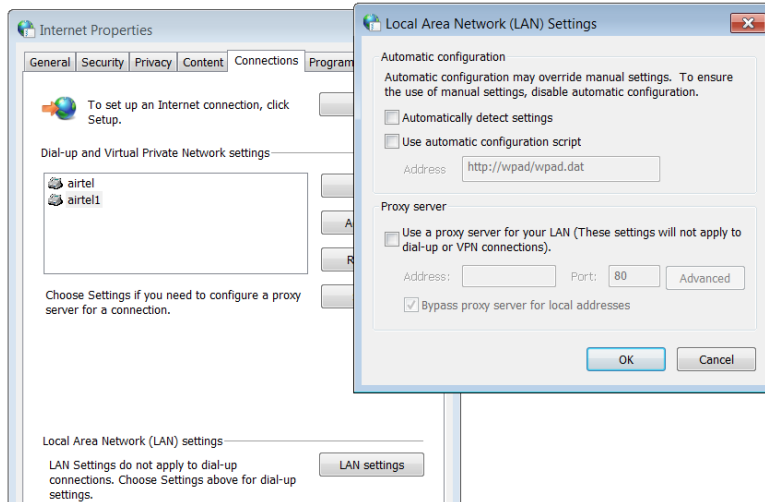 Internet Properties
General Security Privacy Content Connections Program
To set up an Internet connection, click
Setup.
Dial-up and Virtual Private Network settings
airtel
airtel1
A
R
Choose Settings if you need to configure a proxy
server for a connection.
Local Area Network (LAN) settings
LAN Settings do not apply to dial-up
connections. Choose Settings above for dial-up
settings.
LAN settings
Local Area Network (LAN) Settings
Automatic configuration
Automatic configuration may override manual settings. To ensure
the use of manual settings, disable automatic configuration.
Automatically detect settings
Use automatic configuration script
Address http://wpad/wpad.dat
Proxy server
Use a proxy server for your LAN (These settings will not apply to
dial-up or VPN connections).
Address: Port: 80 Advanced
Bypass proxy server for local addresses
OK Cancel